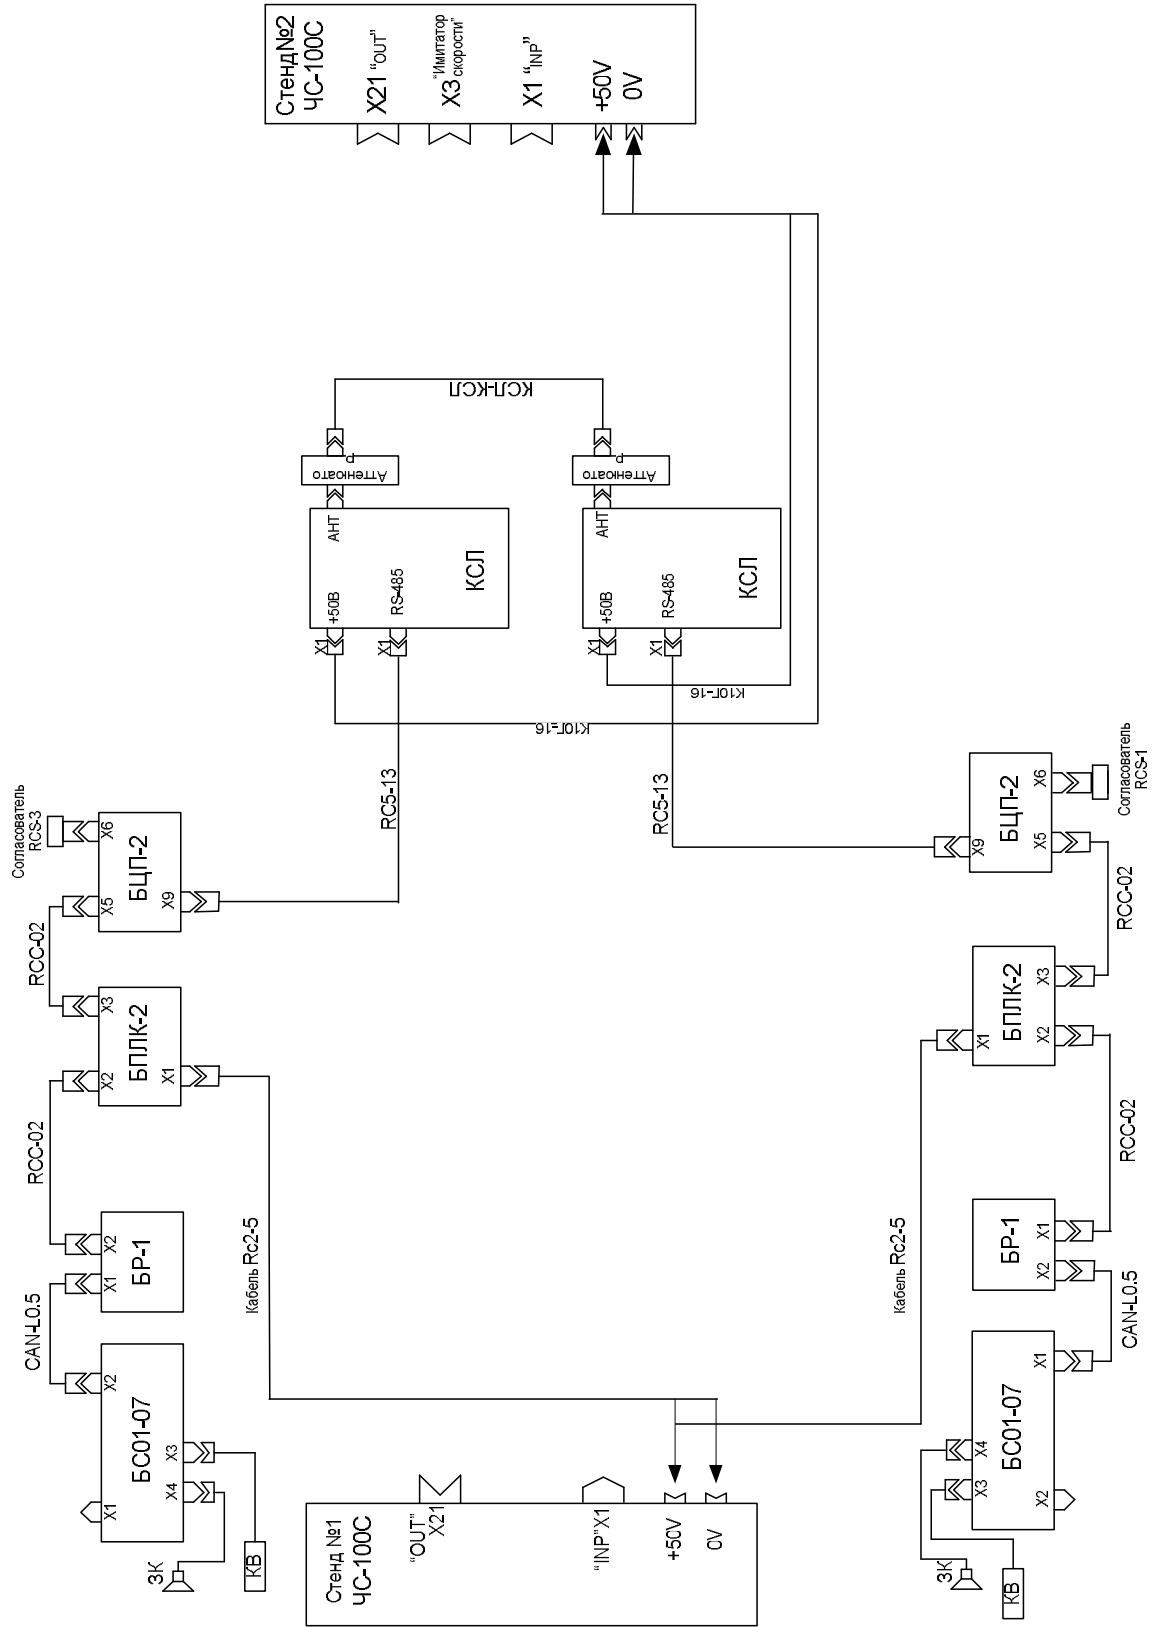 Стенд№2
ЧС-100С
X21 "OUT"
X3 "Имитатор
скорости"
X1 "INP"
+50V
0V
КСЛ-КСЛ
Аттенюато
р
АНТ
+50В
RS-485
КСЛ
X1
X1
Аттенюато
р
АНТ
+50В
RS-485
КСЛ
X1
X1
К10Г-16
К10Г-16
RC5-13
RC5-13
Согласователь
RCS-3
X6
БЦП-2
X5
X9
RCC-02
X3
БПЛК-2
X2
X1
RCC-02
X2
БР-1
X1
CAN-L0.5
X2
БС01-07
X3
X4
X1
ЗК
КВ
Кабель Rc2-5
Согласователь
RCS-1
X6
БЦП-2
X5
X9
RCC-02
X3
БПЛК-2
X2
X1
RCC-02
X1
БР-1
X2
CAN-L0.5
X1
БС01-07
X4
X3
X2
ЗК
КВ
Кабель Rc2-5
Стенд №1
ЧС-100С
"OUT"
X21
"INP"X1
+50V
0V